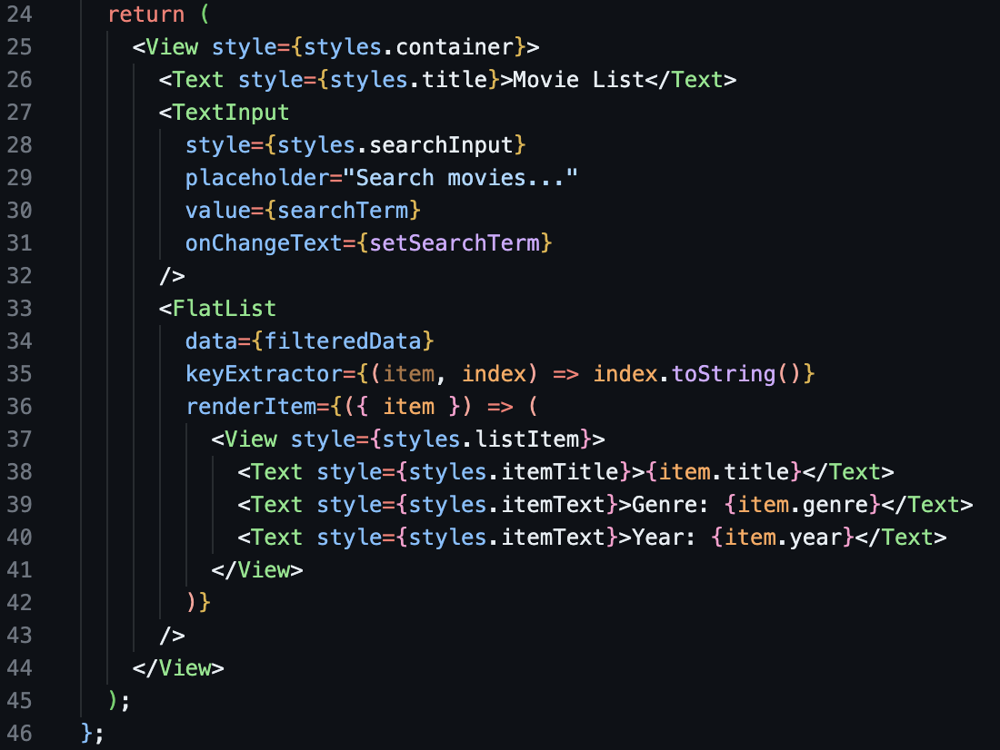 24 return (
25 <View style={styles.container}>
26 <Text style={styles.title}>Movie List</Text>
27 <TextInput
28 style={styles.searchInput}
29 placeholder="Search movies..."
30 value={searchTerm}
31 onChangeText={setSearchTerm}
32 />
33 <FlatList
34 data={filteredData}
35 keyExtractor={(item, index) => index.toString()}
36 renderItem={({ item }) => (
37 <View style={styles.listItem}>
38 <Text style={styles.itemTitle}>{item.title}</Text>
39 <Text style={styles.itemText}>Genre: {item.genre}</Text>
40 <Text style={styles.itemText}>Year: {item.year}</Text>
41 </View>
42 )}
43 />
44 </View>
45 );
46 };